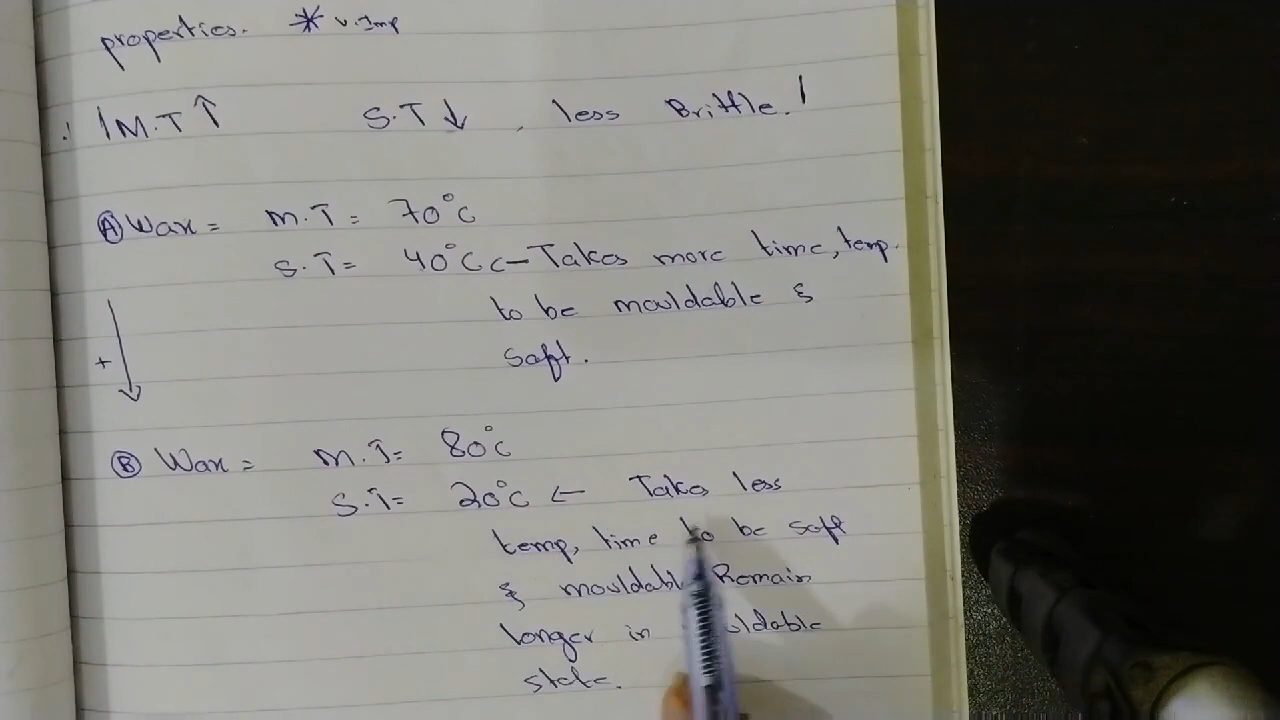 properties. * v.Imp
∴ |M.T ↑ S.T ↓, less Brittle.|
Ⓐ Wax = M.T = 70°C
S.T = 40°C ← Takes more time, temp.
to be mouldable &
soft.
+
Ⓑ Wax = M.T = 80°C
S.T = 20°C ← Takes less
temp, time to be soft
& mouldabl Remain
longer in
state.